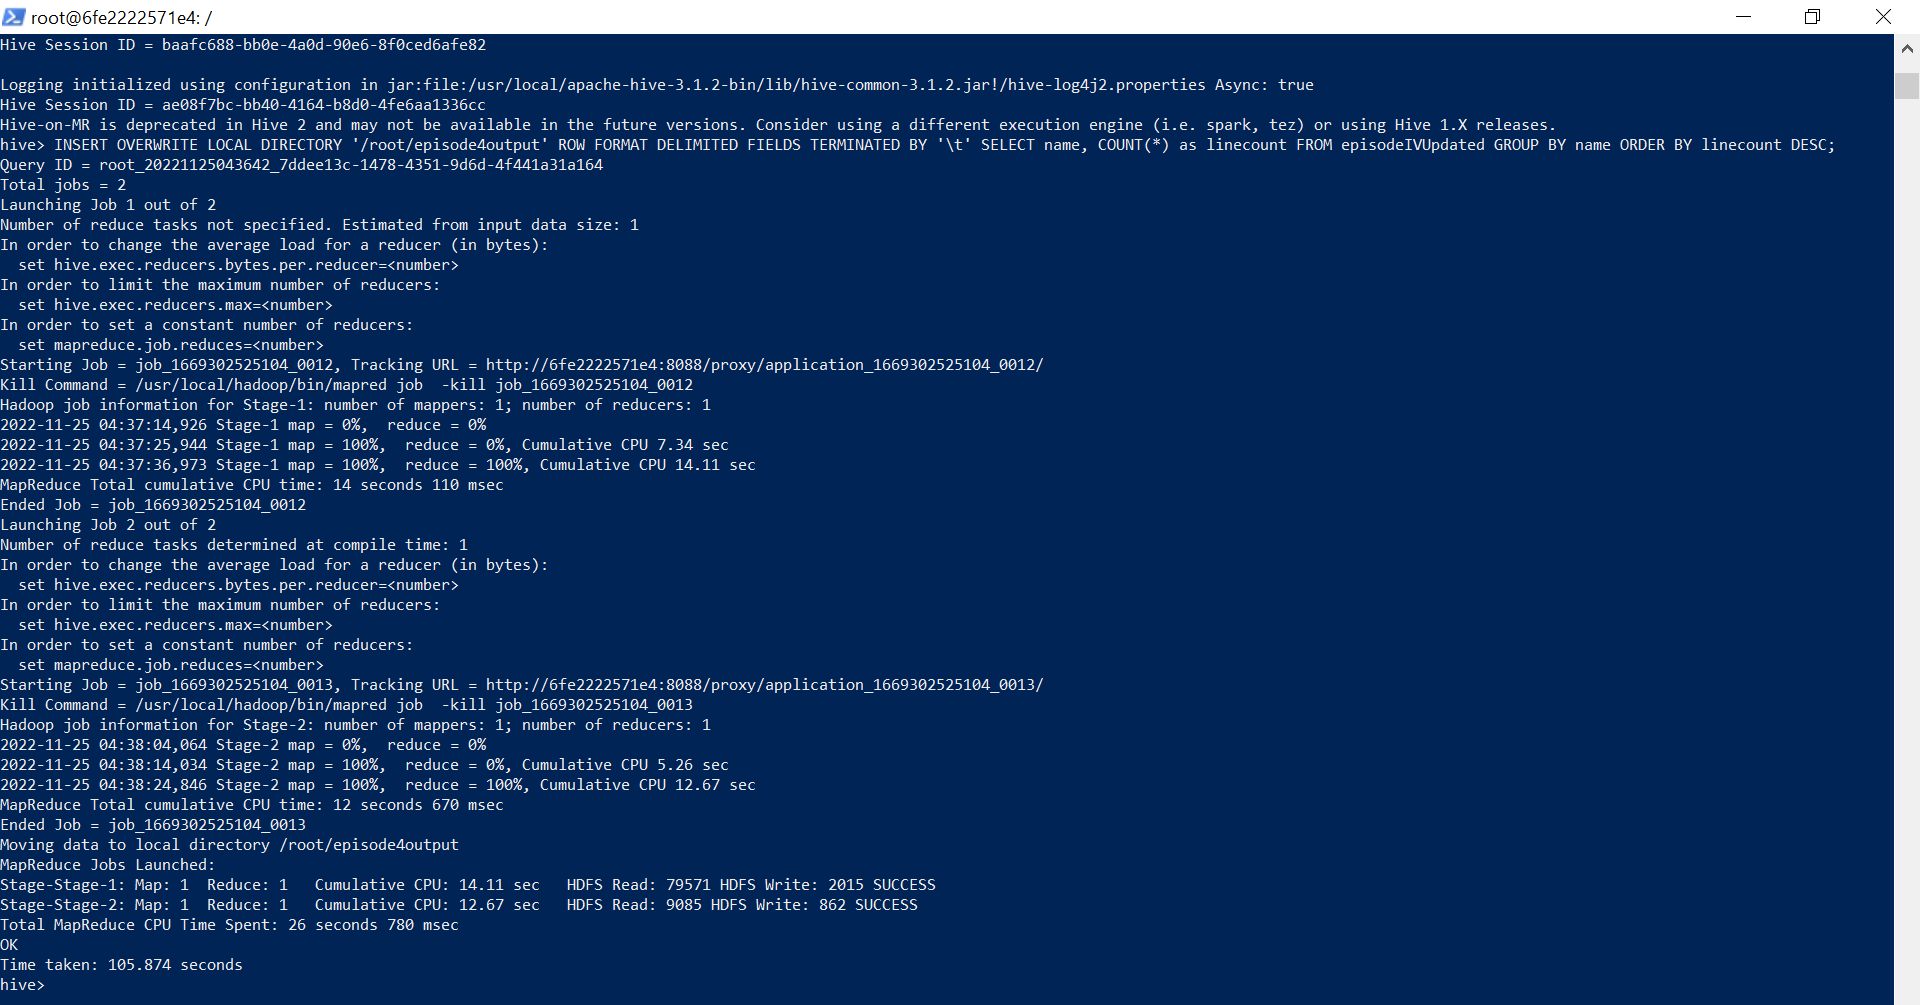 root@6fe2222571e4: /
Hive Session ID = baafc688-bb0e-4a0d-90e6-8f0ced6afe82
Logging initialized using configuration in jar:file:/usr/local/apache-hive-3.1.2-bin/lib/hive-common-3.1.2.jar!/hive-log4j2.properties Async: true
Hive Session ID = ae08f7bc-bb40-4164-b8d0-4fe6aa1336cc
Hive-on-MR is deprecated in Hive 2 and may not be available in the future versions. Consider using a different execution engine (i.e. spark, tez) or using Hive 1.X releases.
hive> INSERT OVERWRITE LOCAL DIRECTORY '/root/episode4output' ROW FORMAT DELIMITED FIELDS TERMINATED BY '\t' SELECT name, COUNT(*) as linecount FROM episodeIVUpdated GROUP BY name ORDER BY linecount DESC;
Query ID = root_20221125043642_7ddee13c-1478-4351-9d6d-4f441a31a164
Total jobs = 2
Launching Job 1 out of 2
Number of reduce tasks not specified. Estimated from input data size: 1
In order to change the average load for a reducer (in bytes):
  set hive.exec.reducers.bytes.per.reducer=<number>
In order to limit the maximum number of reducers:
  set hive.exec.reducers.max=<number>
In order to set a constant number of reducers:
  set mapreduce.job.reduces=<number>
Starting Job = job_1669302525104_0012, Tracking URL = http://6fe2222571e4:8088/proxy/application_1669302525104_0012/
Kill Command = /usr/local/hadoop/bin/mapred job  -kill job_1669302525104_0012
Hadoop job information for Stage-1: number of mappers: 1; number of reducers: 1
2022-11-25 04:37:14,926 Stage-1 map = 0%,  reduce = 0%
2022-11-25 04:37:25,944 Stage-1 map = 100%,  reduce = 0%, Cumulative CPU 7.34 sec
2022-11-25 04:37:36,973 Stage-1 map = 100%,  reduce = 100%, Cumulative CPU 14.11 sec
MapReduce Total cumulative CPU time: 14 seconds 110 msec
Ended Job = job_1669302525104_0012
Launching Job 2 out of 2
Number of reduce tasks determined at compile time: 1
In order to change the average load for a reducer (in bytes):
  set hive.exec.reducers.bytes.per.reducer=<number>
In order to limit the maximum number of reducers:
  set hive.exec.reducers.max=<number>
In order to set a constant number of reducers:
  set mapreduce.job.reduces=<number>
Starting Job = job_1669302525104_0013, Tracking URL = http://6fe2222571e4:8088/proxy/application_1669302525104_0013/
Kill Command = /usr/local/hadoop/bin/mapred job  -kill job_1669302525104_0013
Hadoop job information for Stage-2: number of mappers: 1; number of reducers: 1
2022-11-25 04:38:04,064 Stage-2 map = 0%,  reduce = 0%
2022-11-25 04:38:14,034 Stage-2 map = 100%,  reduce = 0%, Cumulative CPU 5.26 sec
2022-11-25 04:38:24,846 Stage-2 map = 100%,  reduce = 100%, Cumulative CPU 12.67 sec
MapReduce Total cumulative CPU time: 12 seconds 670 msec
Ended Job = job_1669302525104_0013
Moving data to local directory /root/episode4output
MapReduce Jobs Launched:
Stage-Stage-1: Map: 1  Reduce: 1   Cumulative CPU: 14.11 sec   HDFS Read: 79571 HDFS Write: 2015 SUCCESS
Stage-Stage-2: Map: 1  Reduce: 1   Cumulative CPU: 12.67 sec   HDFS Read: 9085 HDFS Write: 862 SUCCESS
Total MapReduce CPU Time Spent: 26 seconds 780 msec
OK
Time taken: 105.874 seconds
hive>